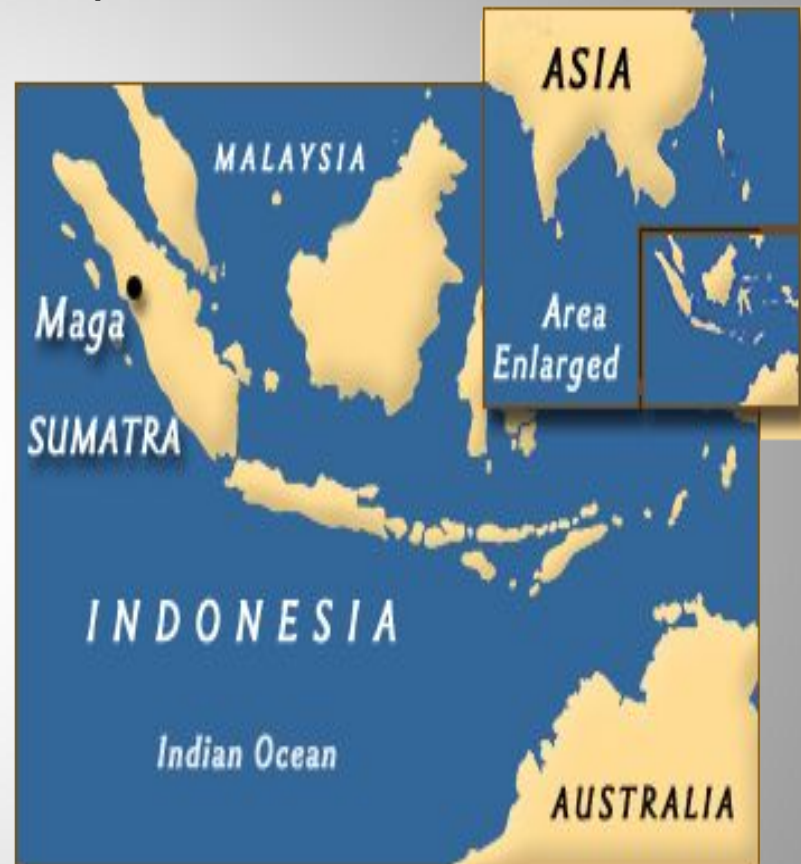 ASIA
MALAYSIA
Maga
Area
Enlarged
SUMATRA
INDONESIA
Indian Ocean
AUSTRALIA